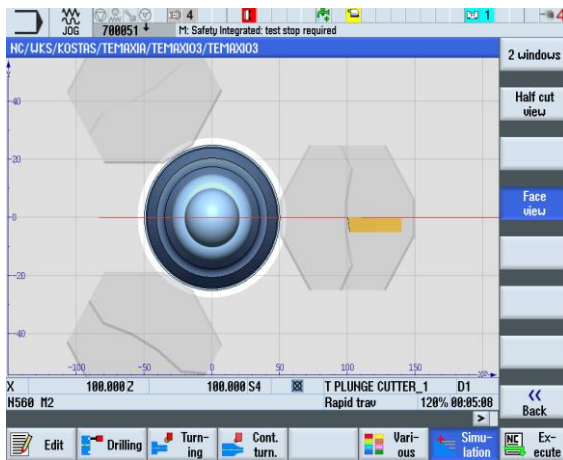 4
1
4
JOG
700051
M: Safety Integrated: test stop required
NC/WKS/KOSTAS/TEMAXIA/TEMAXIO3/TEMAXIO3
2 windows
Half cut view
Face view
Back
40
20
0
-20
-40
-100
-50
0
50
100
150
X 100.000 Z 100.000 S4 T PLUNGE CUTTER_1 D1
N560 M2 Rapid trav 120% 00:05:08
>
Edit
Drilling
Turn-ing
Cont. turn.
Vari-ous
Simu-lation
NC
Ex-ecute